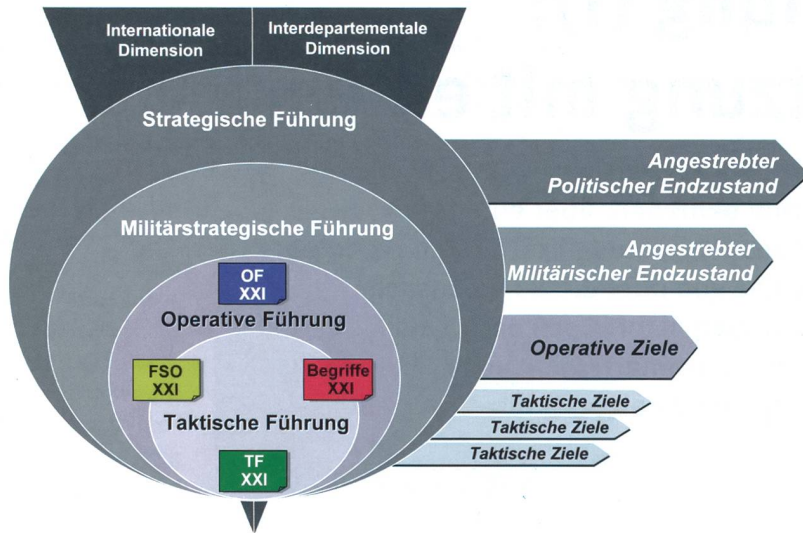 Internationale
Dimension
Interdepartementale
Dimension
Strategische Führung
Angestrebter
Politischer Endzustand
Militärstrategische Führung
Angestrebter
Militärischer Endzustand
OF
XXI
Operative Führung
Operative Ziele
FSO
XXI
Begriffe
XXI
Taktische Führung
Taktische Ziele
Taktische Ziele
Taktische Ziele
TF
XXI